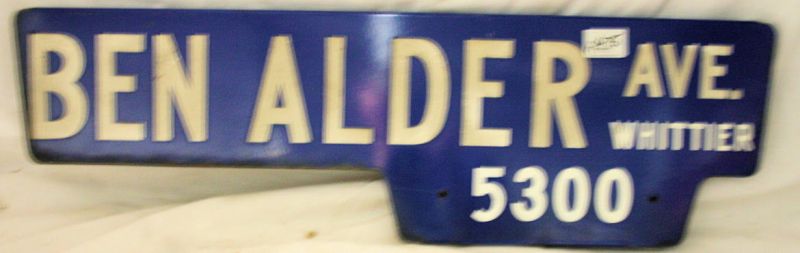 BEN ALDER AVE.
WHITTIER
5300